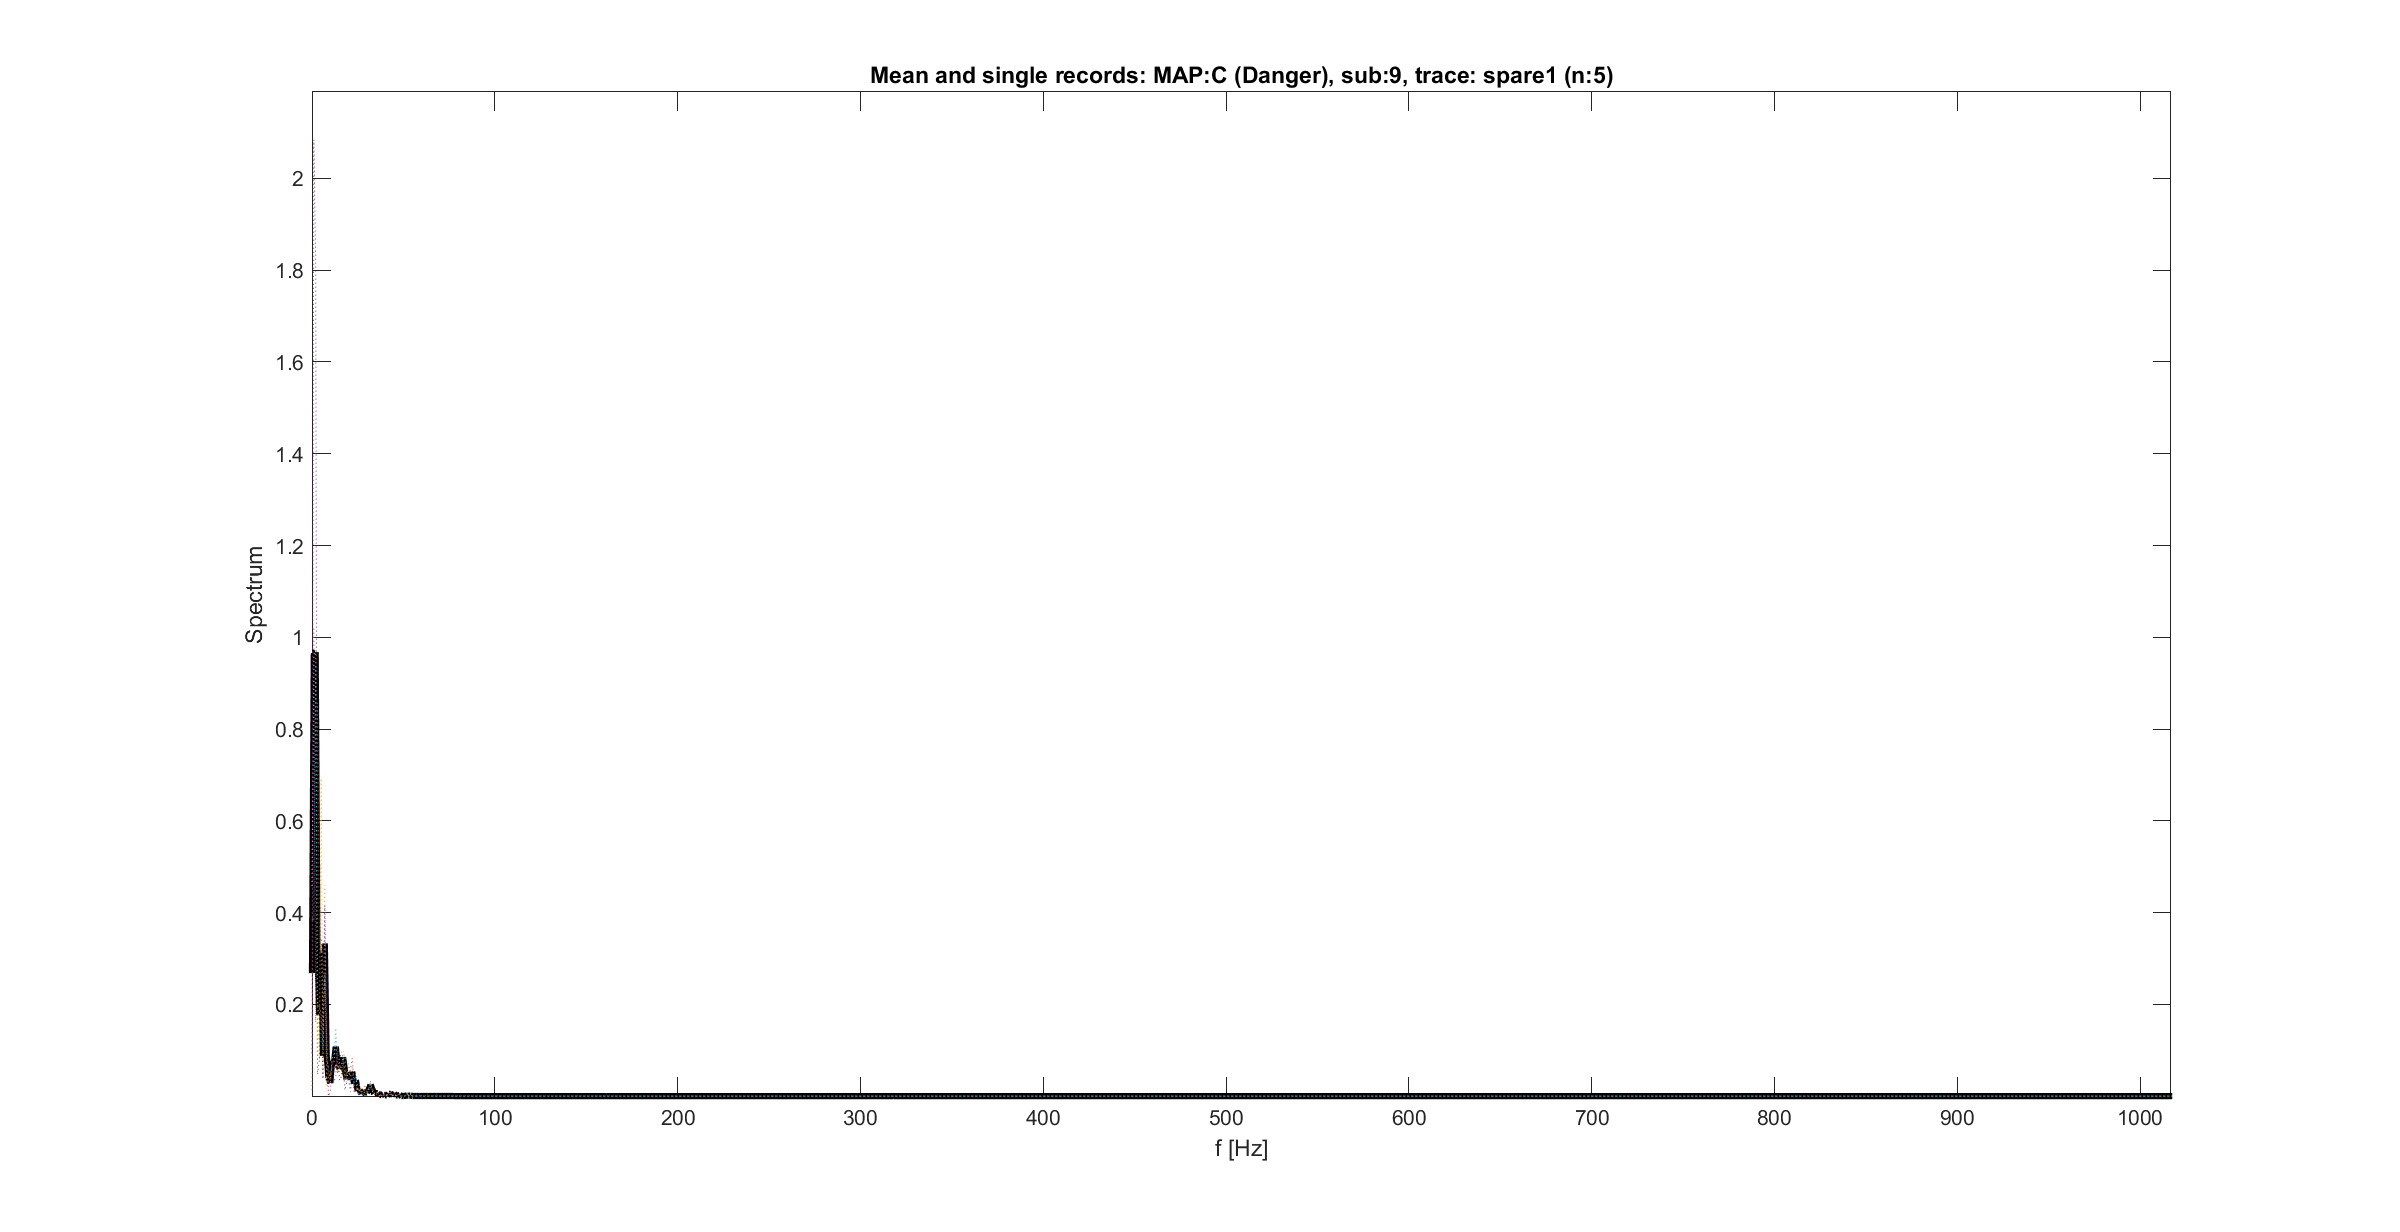 Mean and single records: MAP:C (Danger), sub:9, trace: spare1 (n:5)
2
1.8
1.6
1.4
1.2
1
0.8
0.6
0.4
0.2
Spectrum
0 100 200 300 400 500 600 700 800 900 1000
f [Hz]